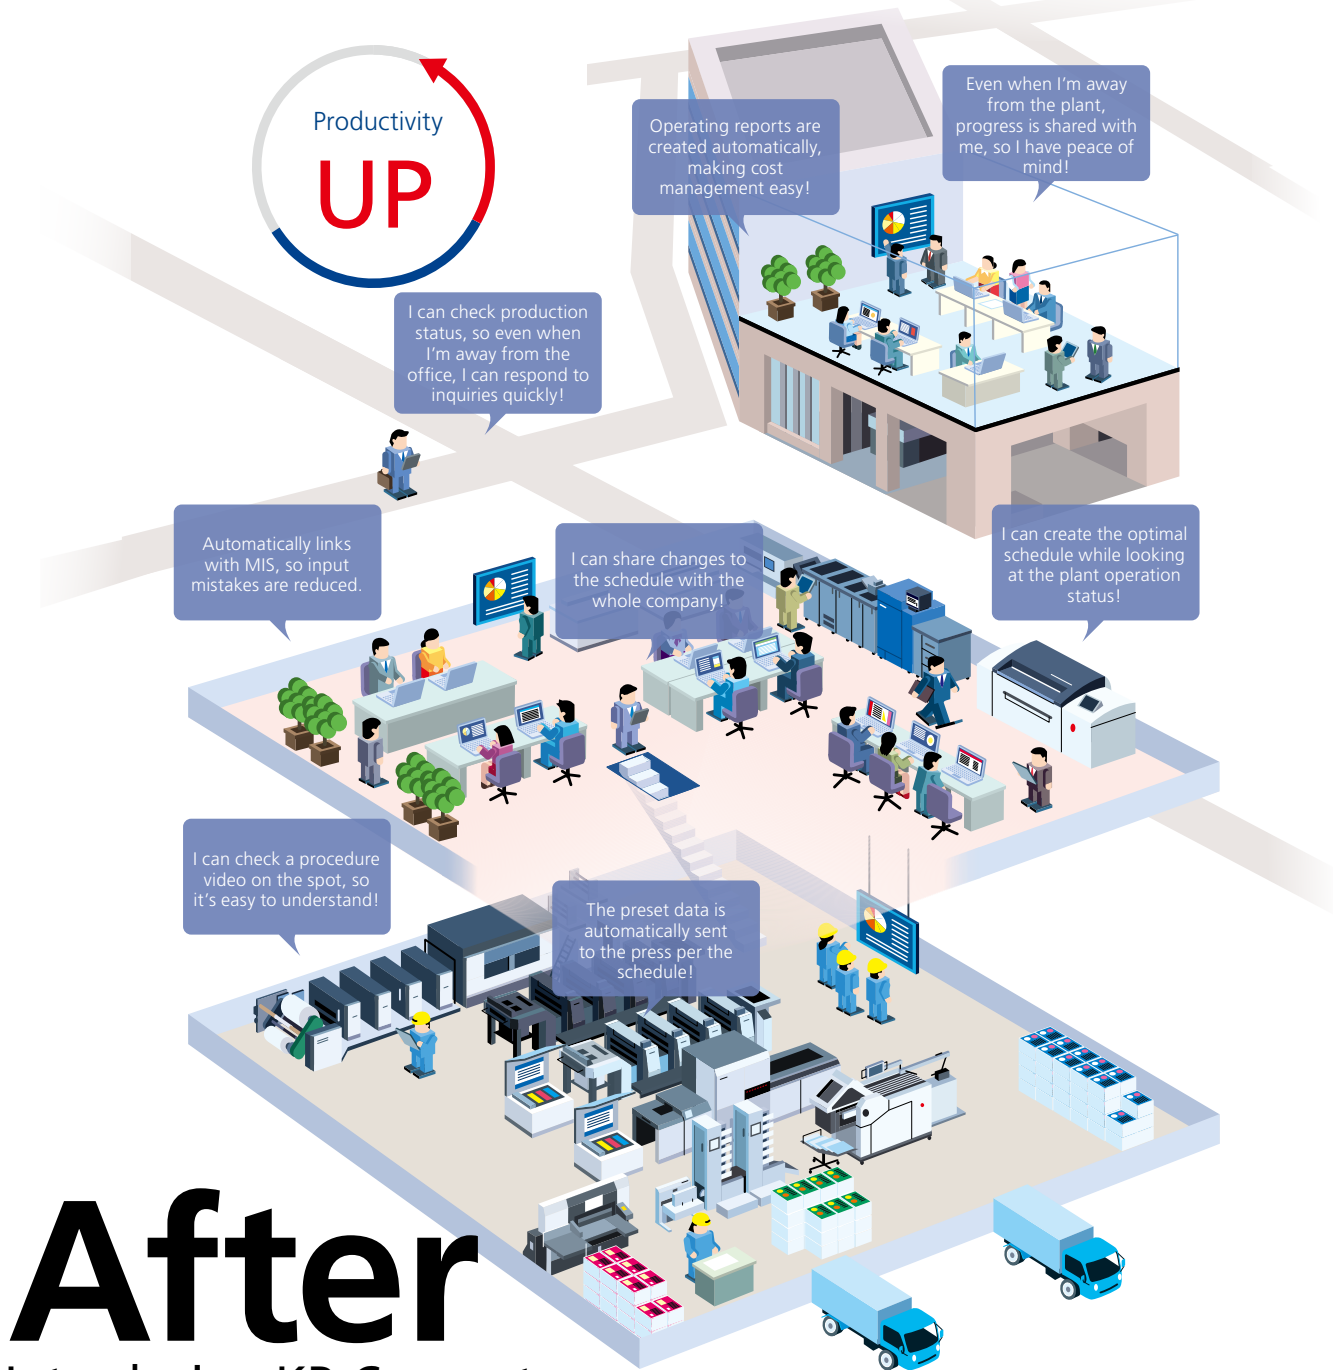 Productivity
UP
Operating reports are
created automatically,
making cost
management easy!
Even when I’m away
from the plant,
progress is shared with
me, so I have peace of
mind!
I can check production
status, so even when
I’m away from the
office, I can respond to
inquiries quickly!
Automatically links
with MIS, so input
mistakes are reduced.
I can share changes to
the schedule with the
whole company!
I can create the optimal
schedule while looking
at the plant operation
status!
I can check a procedure
video on the spot, so
it’s easy to understand!
The preset data is
automatically sent
to the press per the
schedule!
After